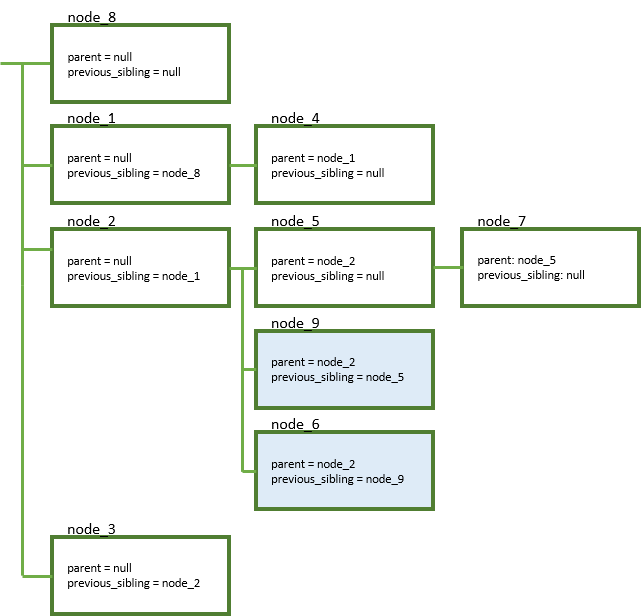 node_8
parent = null
previous_sibling = null
node_1
parent = null
previous_sibling = node_8
node_4
parent = node_1
previous_sibling = null
node_2
parent = null
previous_sibling = node_1
node_5
parent = node_2
previous_sibling = null
node_7
parent: node_5
previous_sibling: null
node_9
parent = node_2
previous_sibling = node_5
node_6
parent = node_2
previous_sibling = node_9
node_3
parent = null
previous_sibling = node_2